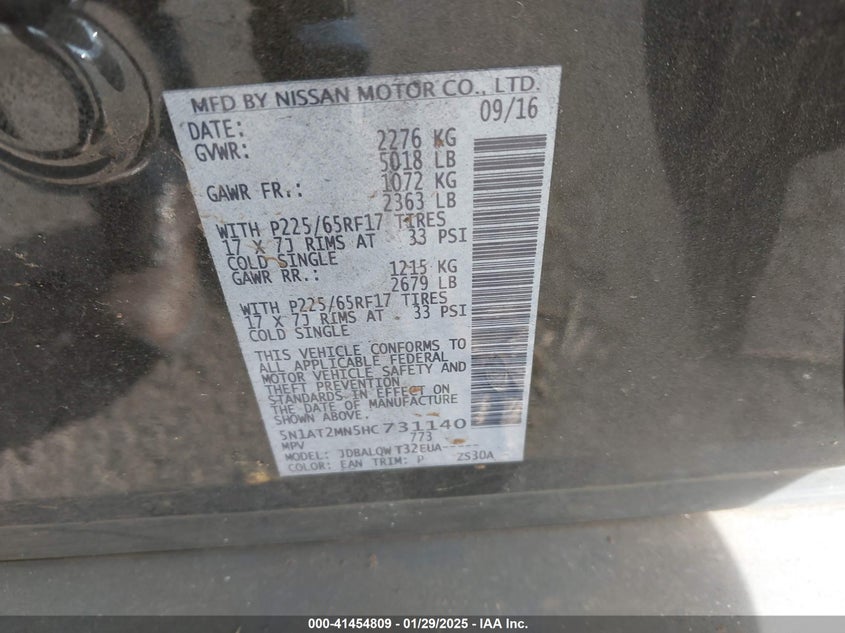 MFD BY NISSAN MOTOR CO., LTD.
DATE: 09/16
GVWR: 2276 KG
5018 LB
GAWR FR.: 1072 KG
2363 LB
WITH P225/65RF17 TIRES
17 X 7J RIMS AT 33 PSI
COLD SINGLE
GAWR RR.: 1215 KG
2679 LB
WITH P225/65RF17 TIRES
17 X 7J RIMS AT 33 PSI
COLD SINGLE
THIS VEHICLE CONFORMS TO
ALL APPLICABLE FEDERAL
MOTOR VEHICLE SAFETY AND
THEFT PREVENTION
STANDARDS IN EFFECT ON
THE DATE OF MANUFACTURE
SHOWN ABOVE.
5N1AT2MN5HC731140
MPV 773
MODEL: JDBALQWT32EUA-----
COLOR: EAN TRIM: P ZS30A -
000-41454809 - 01/29/2025 - IAA Inc.